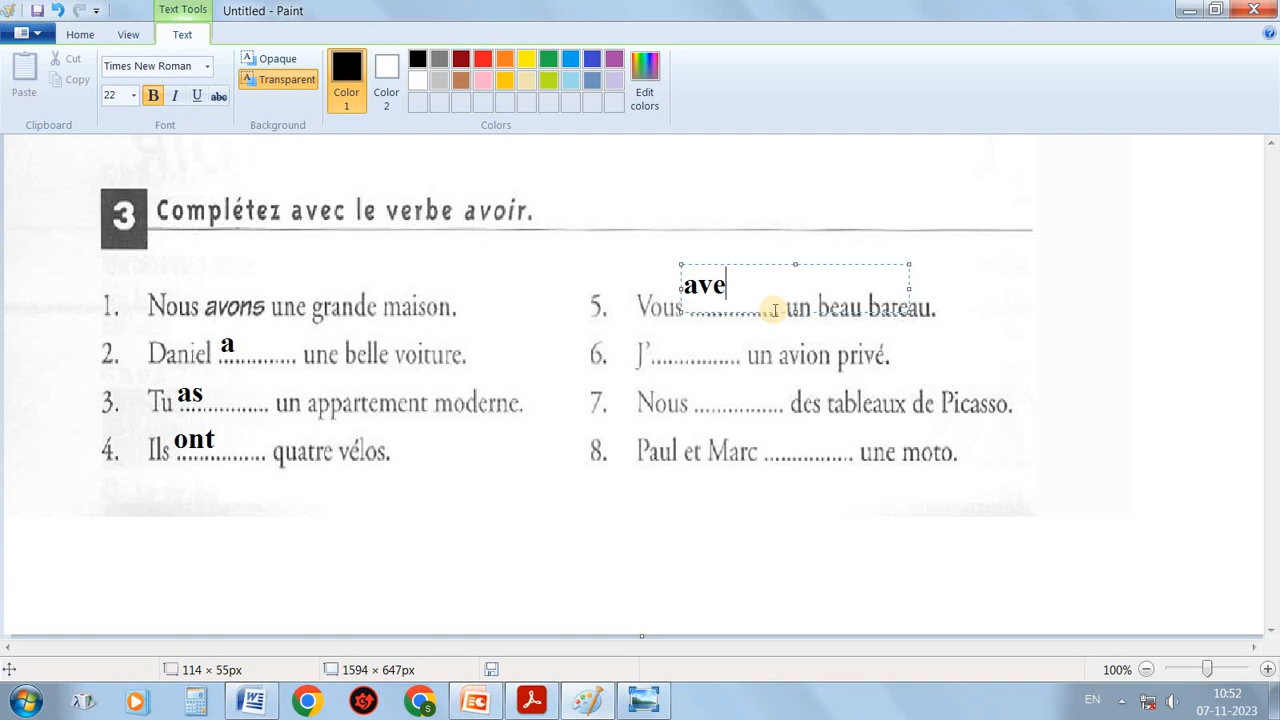 Text Tools
Untitled - Paint
Home
View
Text
Paste
Cut
Copy
Clipboard
Times New Roman
22
B I U abc
Font
A Opaque
A Transparent
Background
Color
1
Color
2
Edit
colors
Colors
3 Complétez avec le verbe avoir.
1. Nous avons une grande maison.
2. Daniel a ............... une belle voiture.
3. Tu as ............... un appartement moderne.
4. Ils ont ............... quatre vélos.
5. Vous ave ............... un beau bateau.
6. J'............... un avion privé.
7. Nous ............... des tableaux de Picasso.
8. Paul et Marc ............... une moto.
114 × 55px
1594 × 647px
100%
EN
10:52
07-11-2023